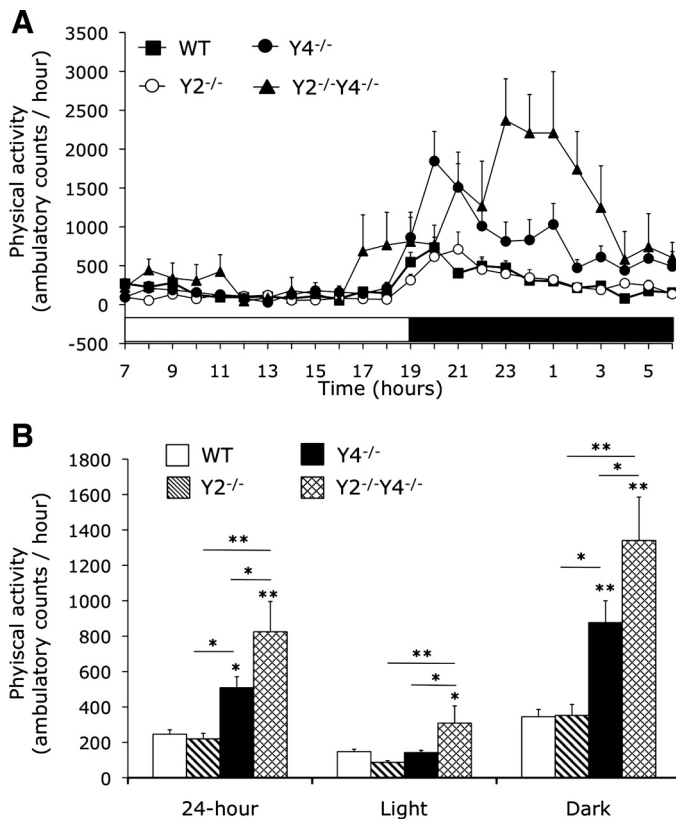 A
WT
Y4-/-
Y2-/-
Y2-/-Y4-/-
Physical activity
(ambulatory counts / hour)
3500
3000
2500
2000
1500
1000
500
0
-500
7 9 11 13 15 17 19 21 23 1 3 5
Time (hours)
B
WT
Y4-/-
Y2-/-
Y2-/-Y4-/-
Phyiscal activity
(ambulatory counts / hour)
1800
1600
1400
1200
1000
800
600
400
200
0
** * ** * *
** * *
** * ** * **
24-hour Light Dark